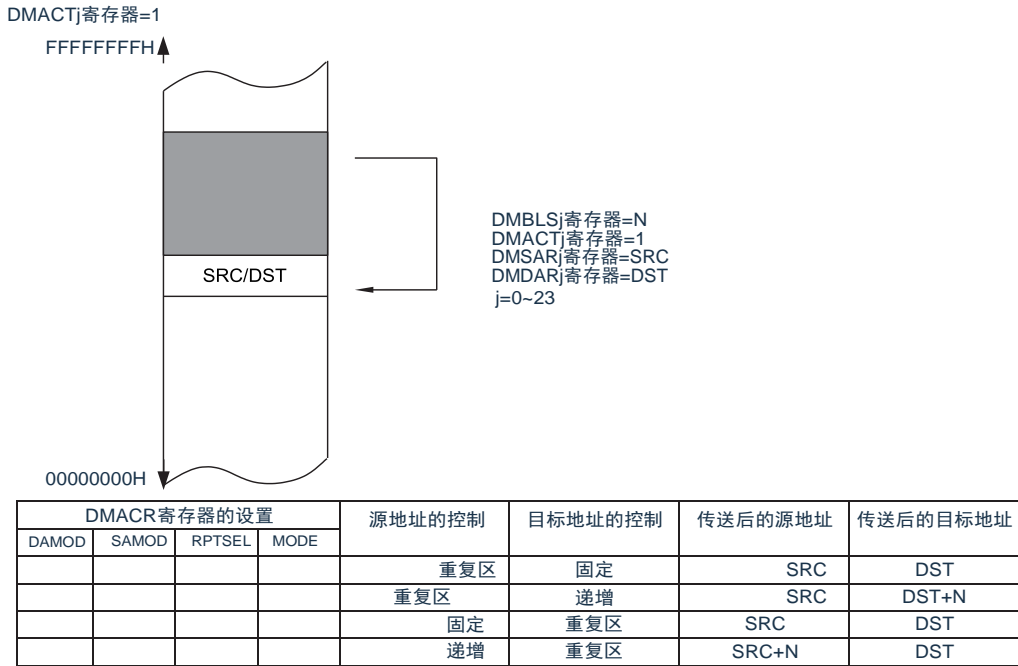 DMACTj寄存器=1
FFFFFFFFH
SRC/DST
DMBLSj寄存器=N
DMACTj寄存器=1
DMSARj寄存器=SRC
DMDARj寄存器=DST
j=0~23
00000000H
DMACR寄存器的设置 源地址的控制 目标地址的控制 传送后的源地址 传送后的目标地址
DAMOD SAMOD RPTSEL MODE
重复区 固定 SRC DST
重复区 递增 SRC DST+N
固定 重复区 SRC DST
递增 重复区 SRC+N DST